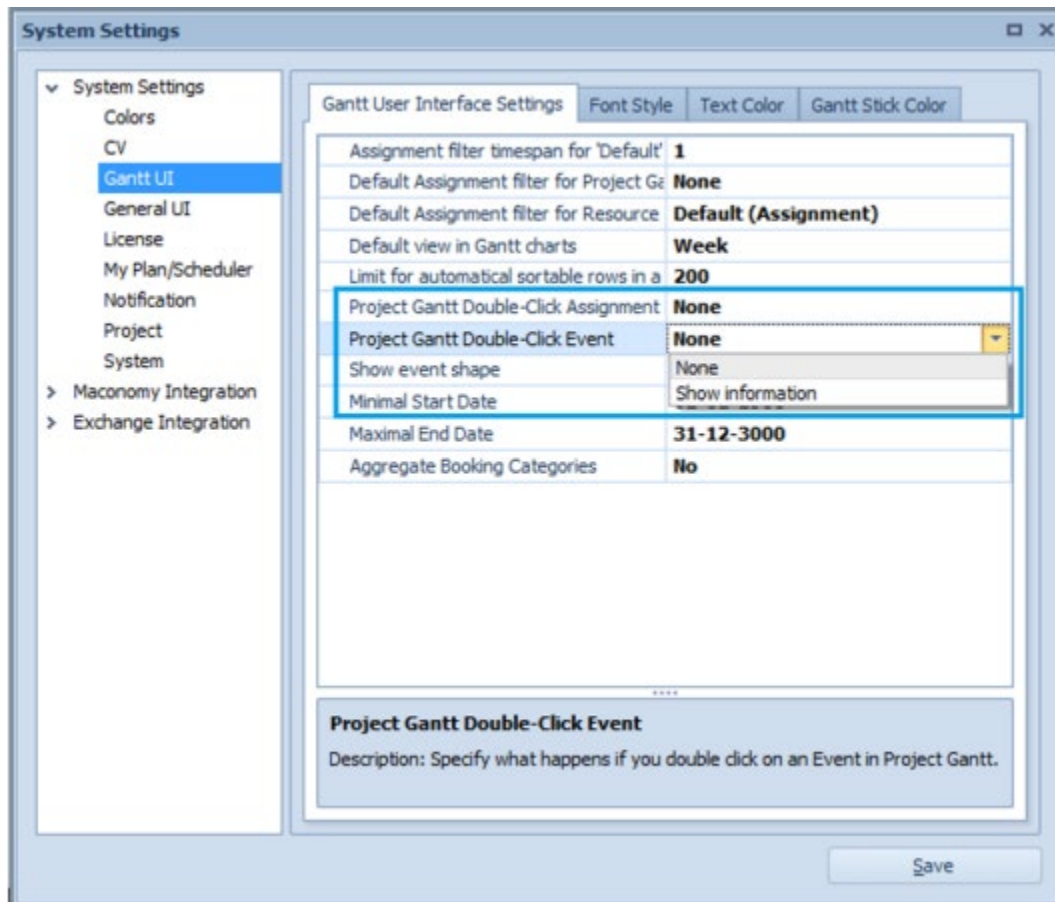 System Settings
System Settings
Colors
CV
Gantt UI
General UI
License
My Plan/Scheduler
Notification
Project
System
Maconomy Integration
Exchange Integration
Gantt User Interface Settings Font Style Text Color Gantt Stick Color
Assignment filter timespan for 'Default' 1
Default Assignment filter for Project Ga None
Default Assignment filter for Resource Default (Assignment)
Default view in Gantt charts Week
Limit for automatical sortable rows in a 200
Project Gantt Double-Click Assignment None
Project Gantt Double-Click Event None
Show event shape None
Minimal Start Date Show information
Maximal End Date 31-12-3000
Aggregate Booking Categories No
Project Gantt Double-Click Event
Description: Specify what happens if you double click on an Event in Project Gantt.
Save